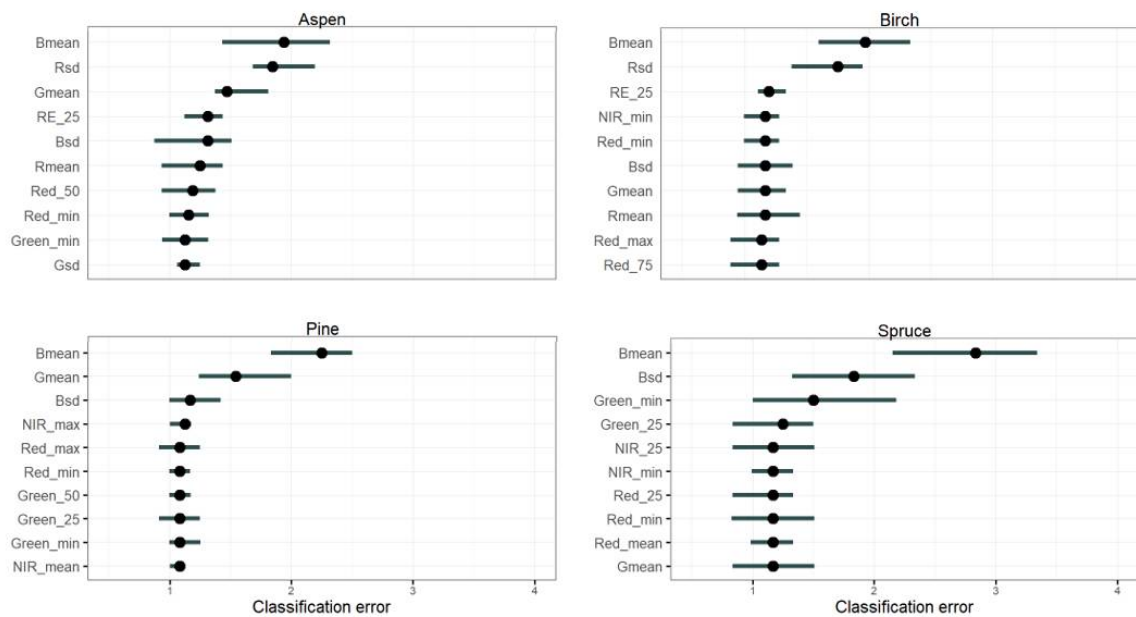 Aspen
Bmean
Rsd
Gmean
RE_25
Bsd
Rmean
Red_50
Red_min
Green_min
Gsd
Birch
Bmean
Rsd
RE_25
NIR_min
Red_min
Bsd
Gmean
Rmean
Red_max
Red_75
Pine
Bmean
Gmean
Bsd
NIR_max
Red_max
Red_min
Green_50
Green_25
Green_min
NIR_mean
1 2 3 4
Classification error
Spruce
Bmean
Bsd
Green_min
Green_25
NIR_25
NIR_min
Red_25
Red_min
Red_mean
Gmean
1 2 3 4
Classification error